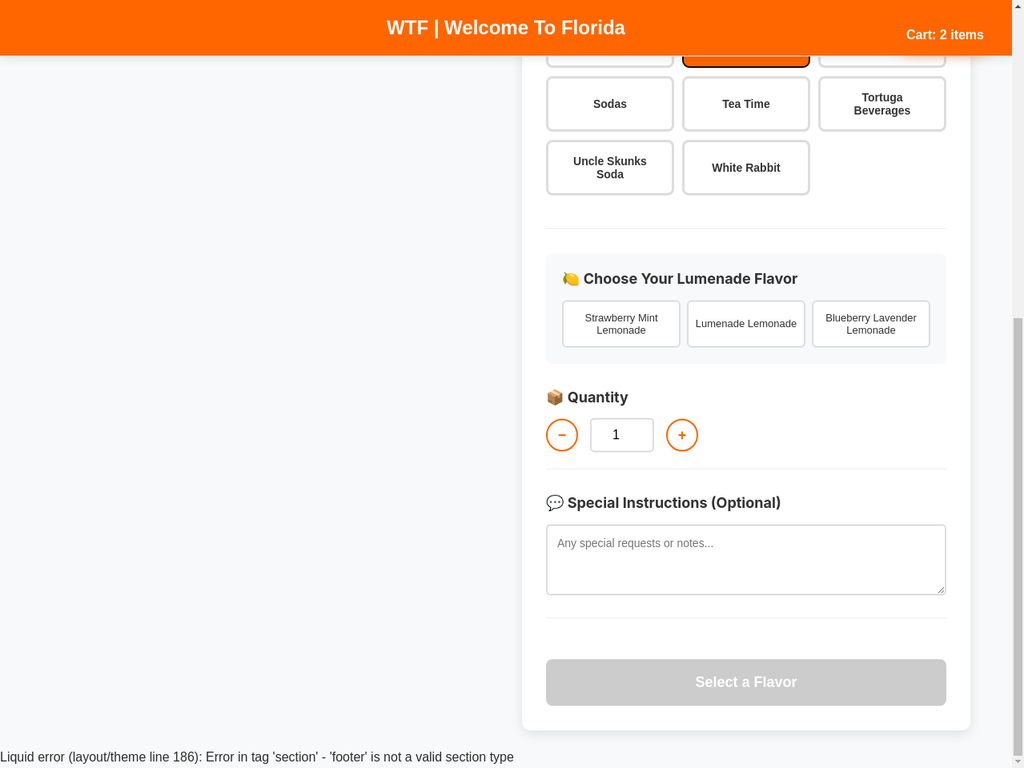 WTF | Welcome To Florida
Cart: 2 items
Sodas
Tea Time
Tortuga
Beverages
Uncle Skunks
Soda
White Rabbit
🍋 Choose Your Lumenade Flavor
Strawberry Mint
Lemonade
Lumenade Lemonade
Blueberry Lavender
Lemonade
📦 Quantity
−
1
+
💬 Special Instructions (Optional)
Any special requests or notes...
Select a Flavor
Liquid error (layout/theme line 186): Error in tag 'section' - 'footer' is not a valid section type